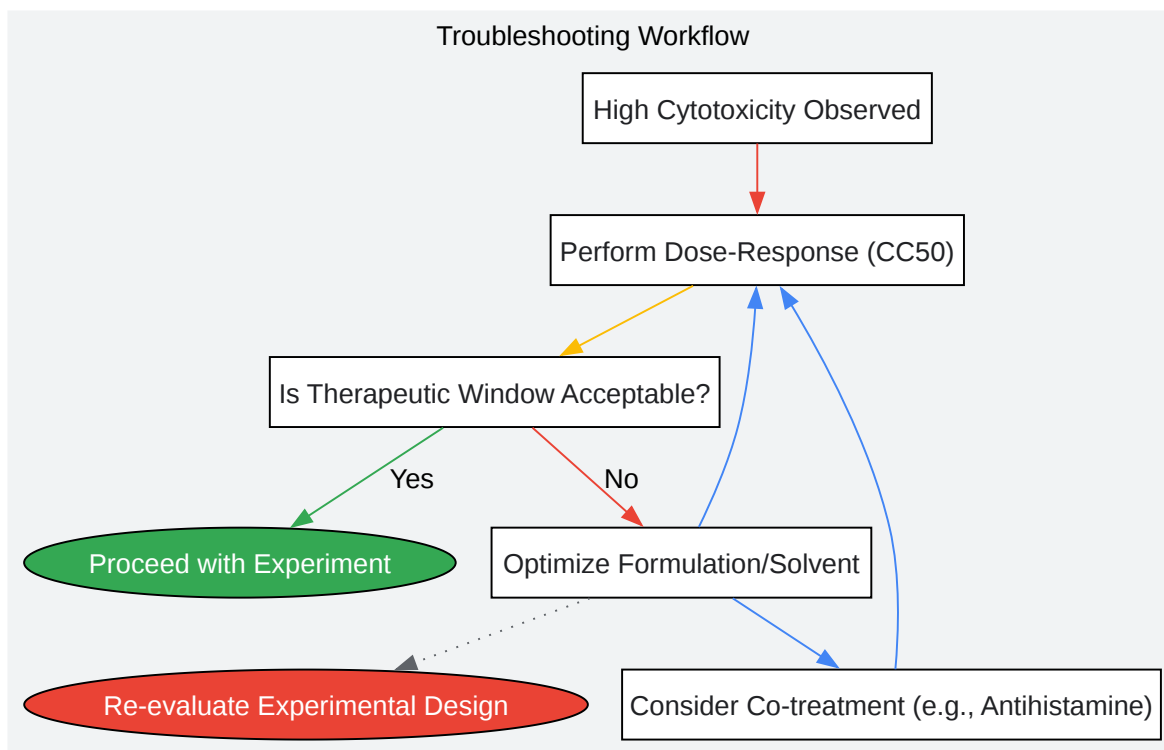 Troubleshooting Workflow
High Cytotoxicity Observed
Perform Dose-Response (CC50)
Is Therapeutic Window Acceptable?
Yes
No
Proceed with Experiment
Optimize Formulation/Solvent
Re-evaluate Experimental Design
Consider Co-treatment (e.g., Antihistamine)